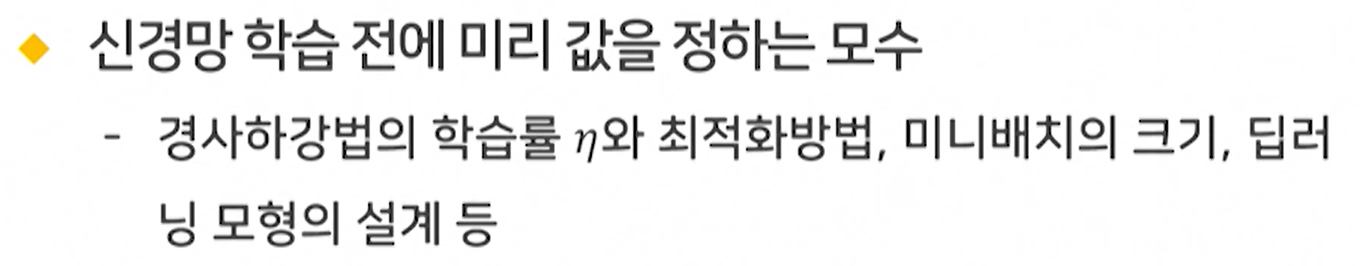 ◆ 신경망 학습 전에 미리 값을 정하는 모수
- 경사하강법의 학습률 η와 최적화방법, 미니배치의 크기, 딥러
닝 모형의 설계 등